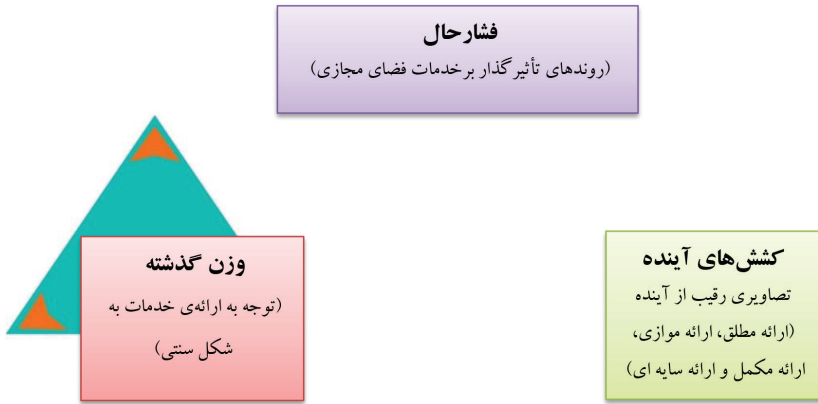 فشارحال
(روندهای تأثیرگذار برخدمات فضای مجازی)
کشش‌های آینده
تصاویری رقیب از آینده
(ارائه مطلق، ارائه موازی،
ارائه مکمل و ارائه سایه ای)
وزن گذشته
(توجه به ارائه‌ی خدمات به
شکل سنتی)